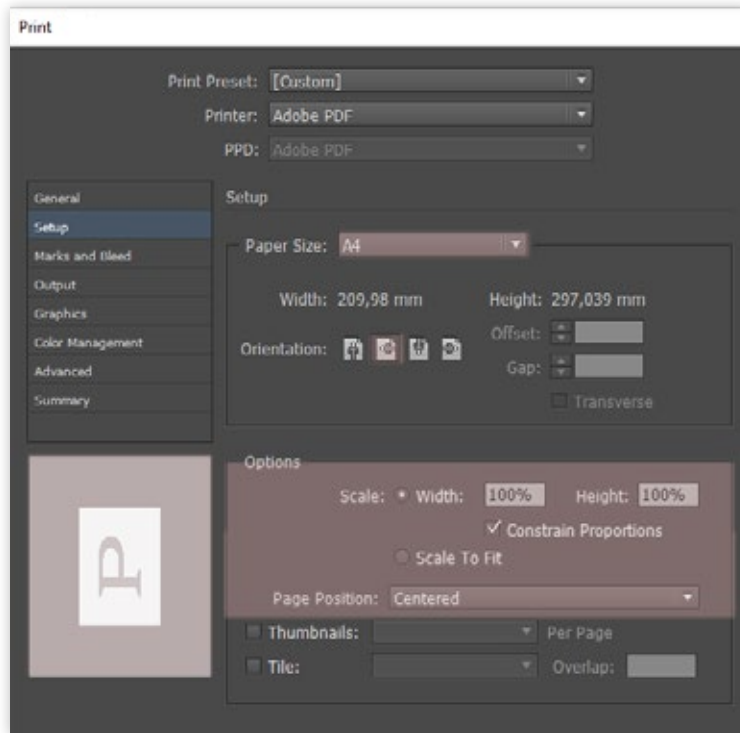 Print
Print Preset: [Custom]
Printer: Adobe PDF
PPD: Adobe PDF
General
Setup
Marks and Bleed
Output
Graphics
Color Management
Advanced
Summary
Setup
Paper Size: A4
Width: 209,98 mm Height: 297,039 mm
Orientation: Offset:
Gap:
Transverse
P
Options
Scale: Width: 100% Height: 100%
Constrain Proportions
Scale To Fit
Page Position: Centered
Thumbnails: Per Page
Tile: Overlap: